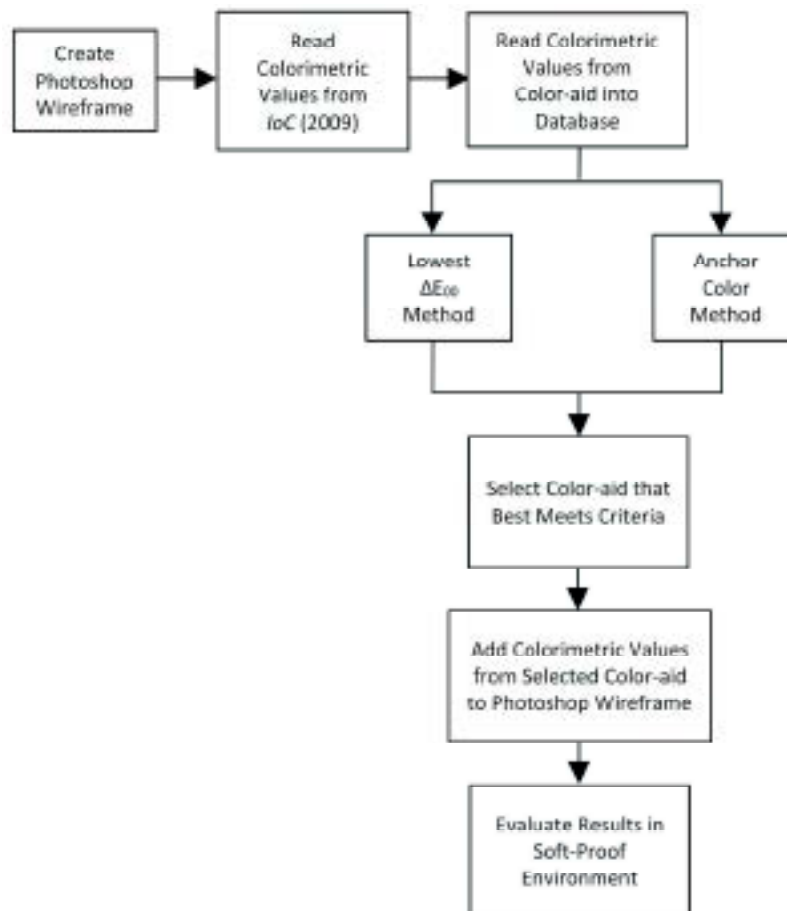 Create
Photoshop
Wireframe
Read
Colorimetric
Values from
IoC (2009)
Read Colorimetric
Values from
Color-aid into
Database
Lowest
ΔE₀₀
Method
Anchor
Color
Method
Select Color-aid that
Best Meets Criteria
Add Colorimetric Values
from Selected Color-aid
to Photoshop Wireframe
Evaluate Results in
Soft-Proof
Environment